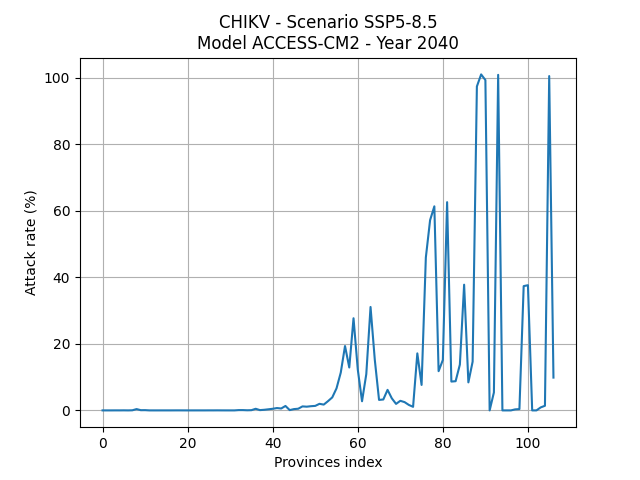 CHIKV - Scenario SSP5-8.5
Model ACCESS-CM2 - Year 2040
100
80
60
40
20
0
Attack rate (%)
0 20 40 60 80 100
Provinces index